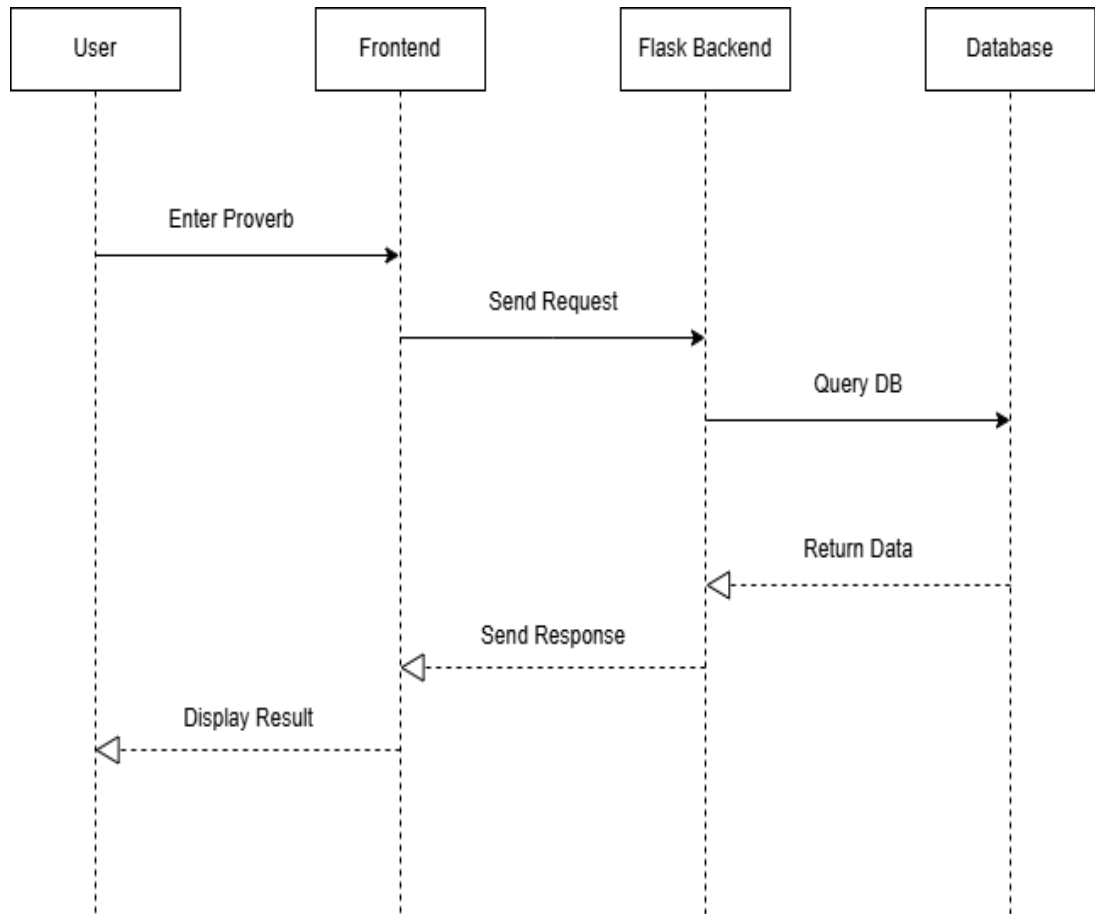 User
Frontend
Flask Backend
Database
Enter Proverb
Send Request
Query DB
Return Data
Send Response
Display Result